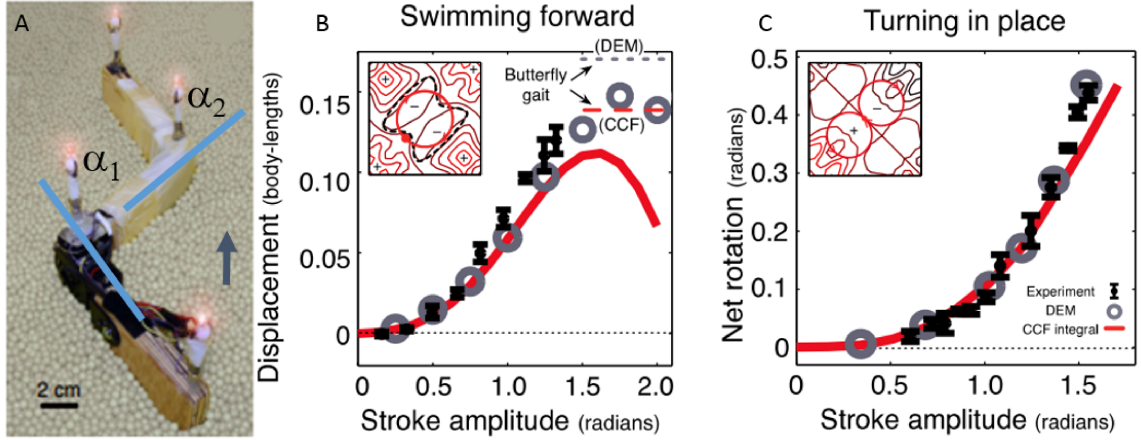 A
α1
α2
2 cm
B
Swimming forward
Displacement (body-lengths)
0.15
0.10
0.05
0
(DEM)
Butterfly
gait
(CCF)
+
+
-
-
+
+
0 0.5 1.0 1.5 2.0
Stroke amplitude (radians)
C
Turning in place
Net rotation (radians)
0.5
0.4
0.3
0.2
0.1
0
-
+
Experiment
DEM
CCF integral
0 0.5 1.0 1.5
Stroke amplitude (radians)